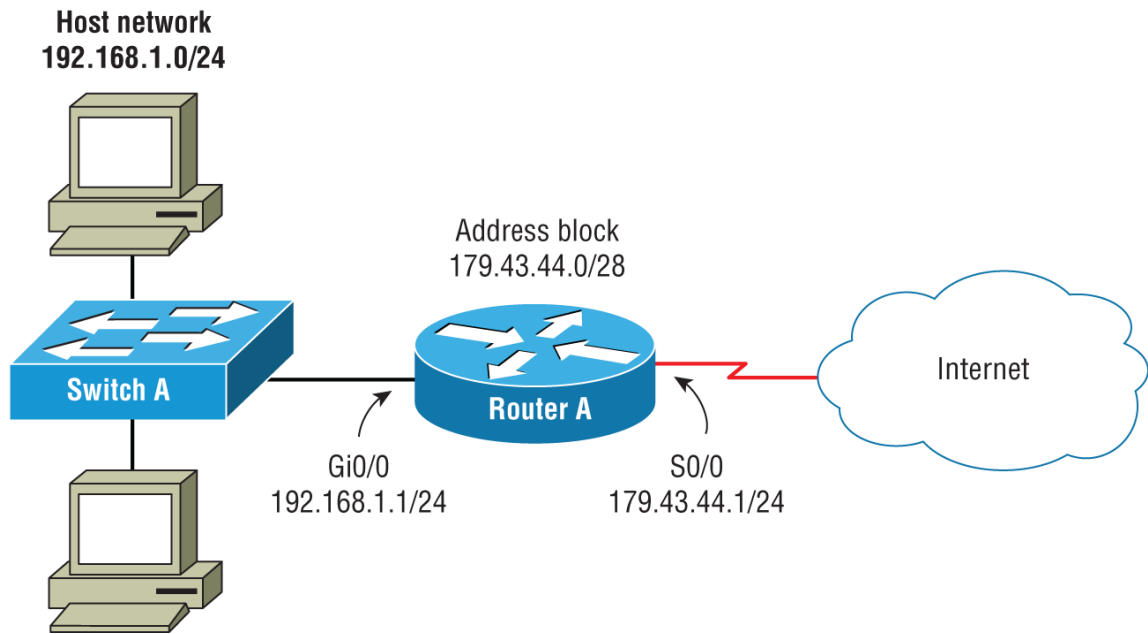 Host network
192.168.1.0/24
Address block
179.43.44.0/28
Switch A
Router A
Internet
Gi0/0
192.168.1.1/24
S0/0
179.43.44.1/24